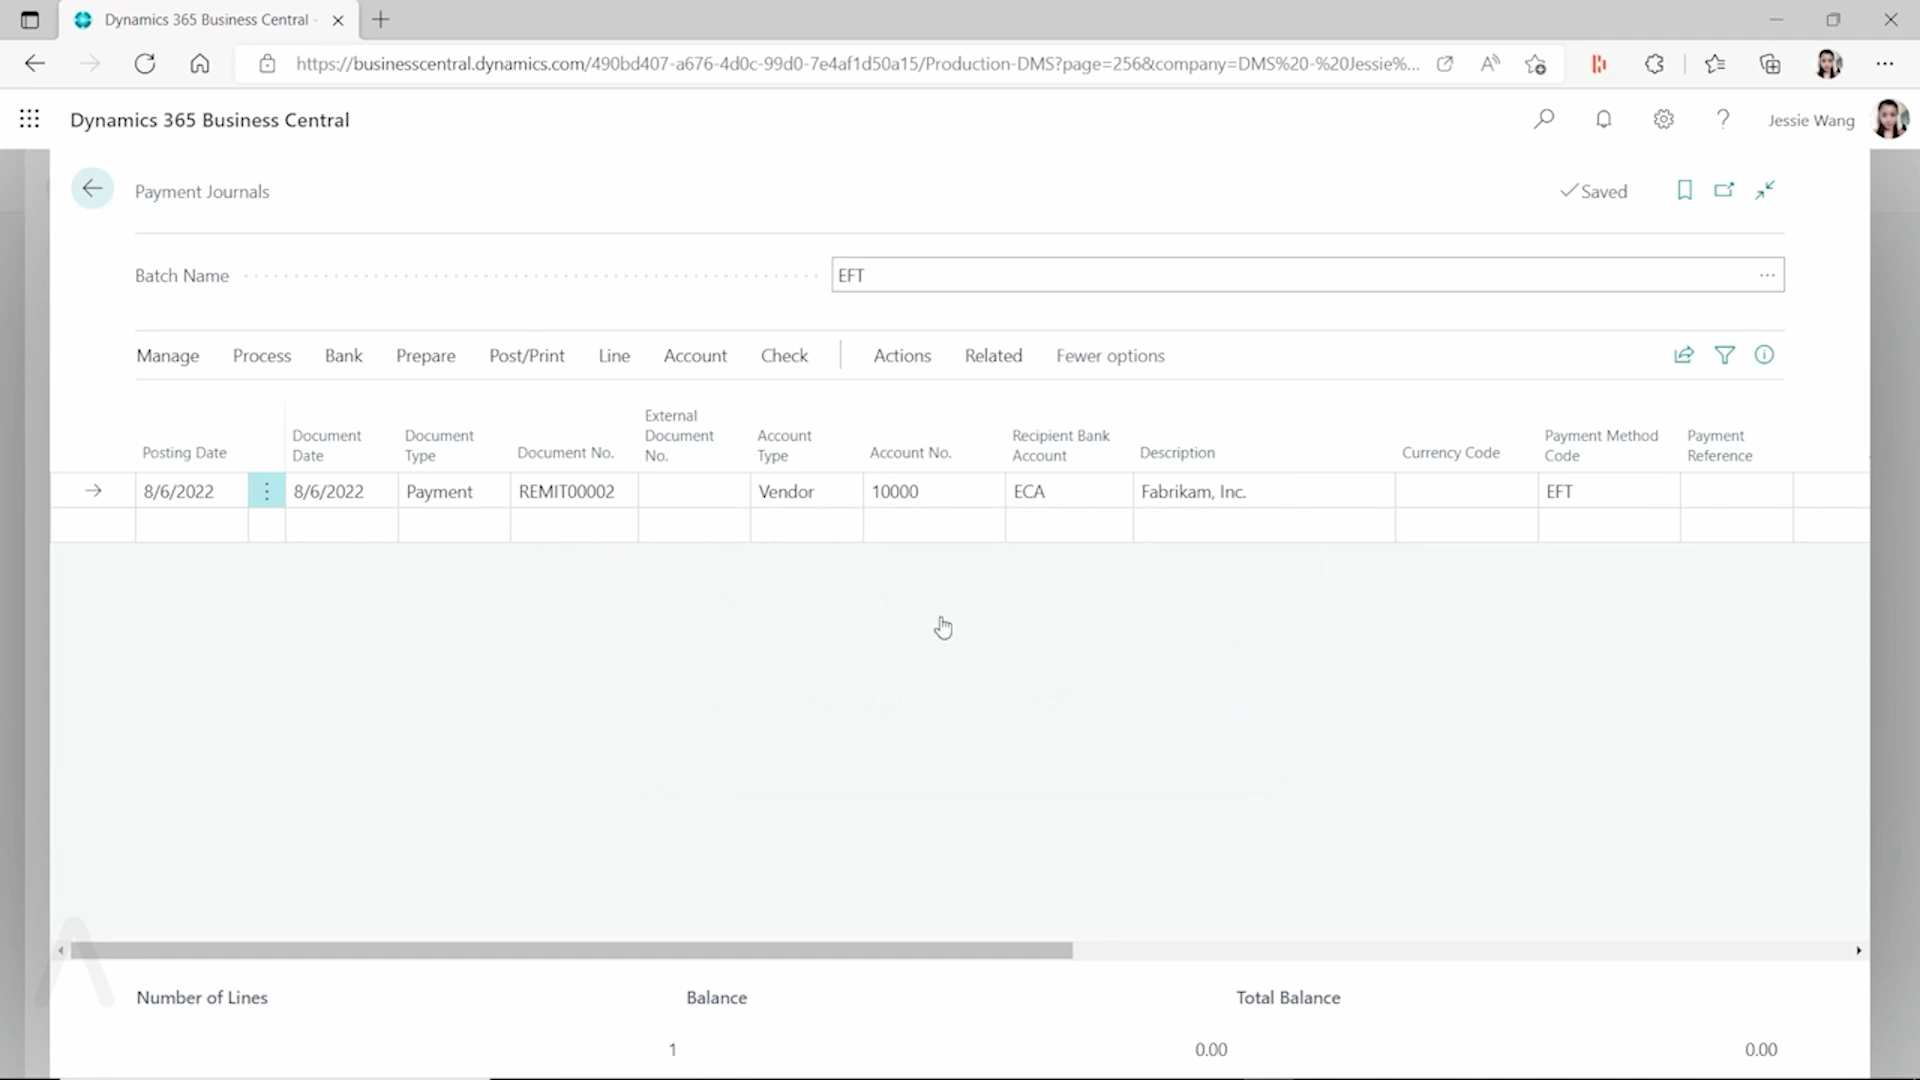 Dynamics 365 Business Central -
https://businesscentral.dynamics.com/490bd407-a676-4d0c-99d0-7e4af1d50a15/Production-DMS?page=256&company=DMS%20-%20Jessie%...
Dynamics 365 Business Central
Jessie Wang
Payment Journals
Saved
Batch Name
EFT
Manage Process Bank Prepare Post/Print Line Account Check Actions Related Fewer options
Posting Date
Document Date
Document Type
Document No.
External Document No.
Account Type
Account No.
Recipient Bank Account
Description
Currency Code
Payment Method Code
Payment Reference
8/6/2022 8/6/2022 Payment REMIT00002 Vendor 10000 ECA Fabrikam, Inc. EFT
Number of Lines Balance Total Balance
1 0.00 0.00